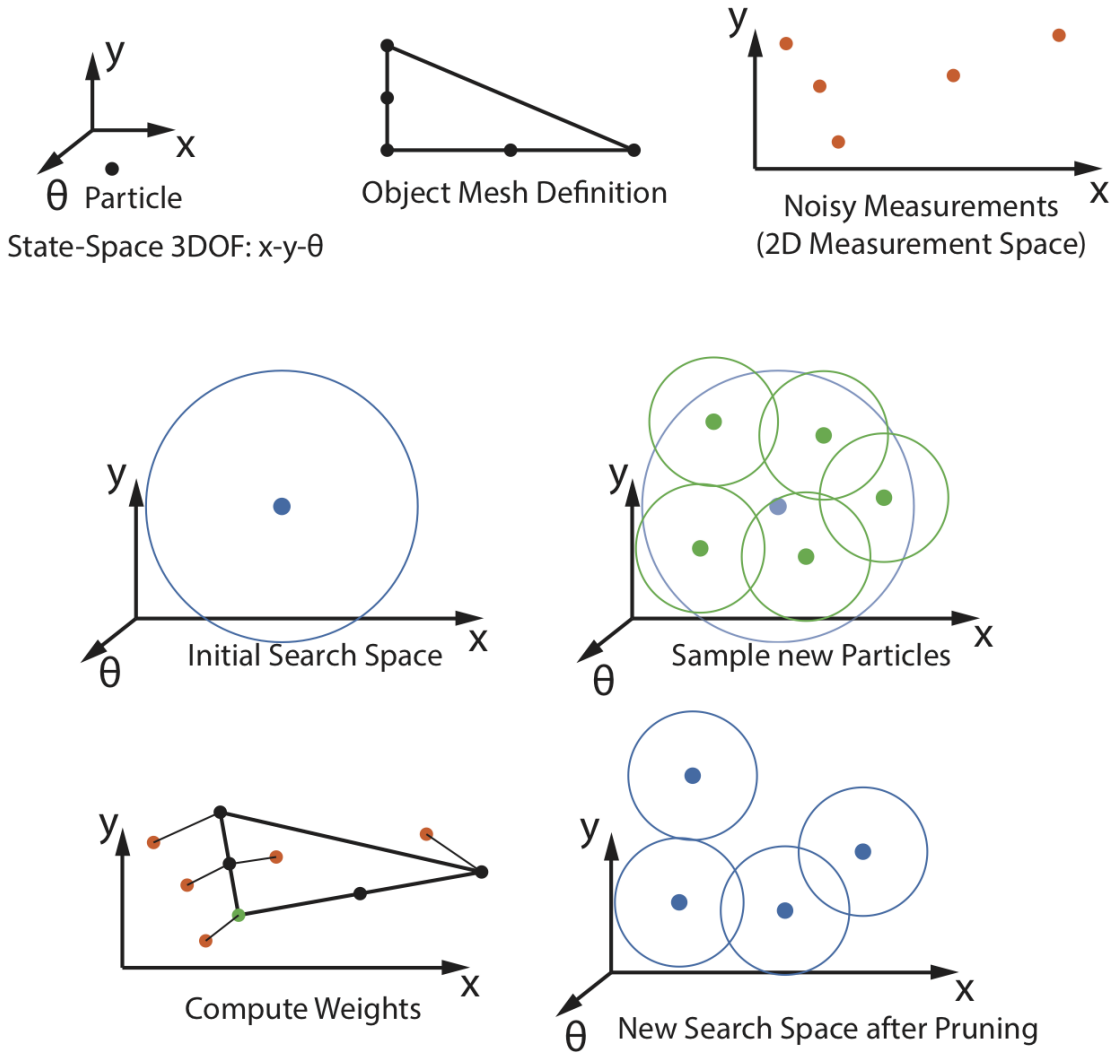 y
x
θ
Particle
State-Space 3DOF: x-y-θ
Object Mesh Definition
y
x
Noisy Measurements
(2D Measurement Space)
y
x
θ
Initial Search Space
y
x
θ
Sample new Particles
y
x
Compute Weights
y
x
θ
New Search Space after Pruning